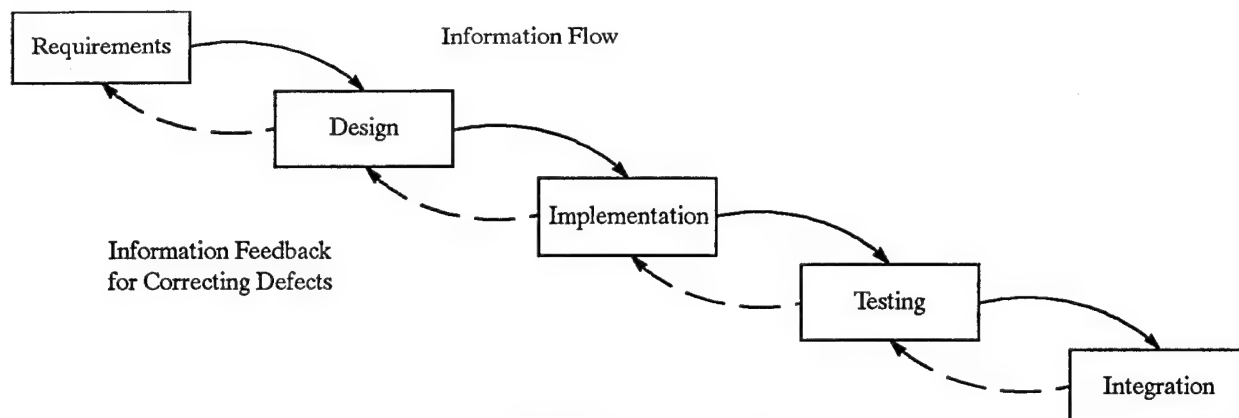 Requirements
Information Flow
Design
Implementation
Information Feedback
for Correcting Defects
Testing
Integration